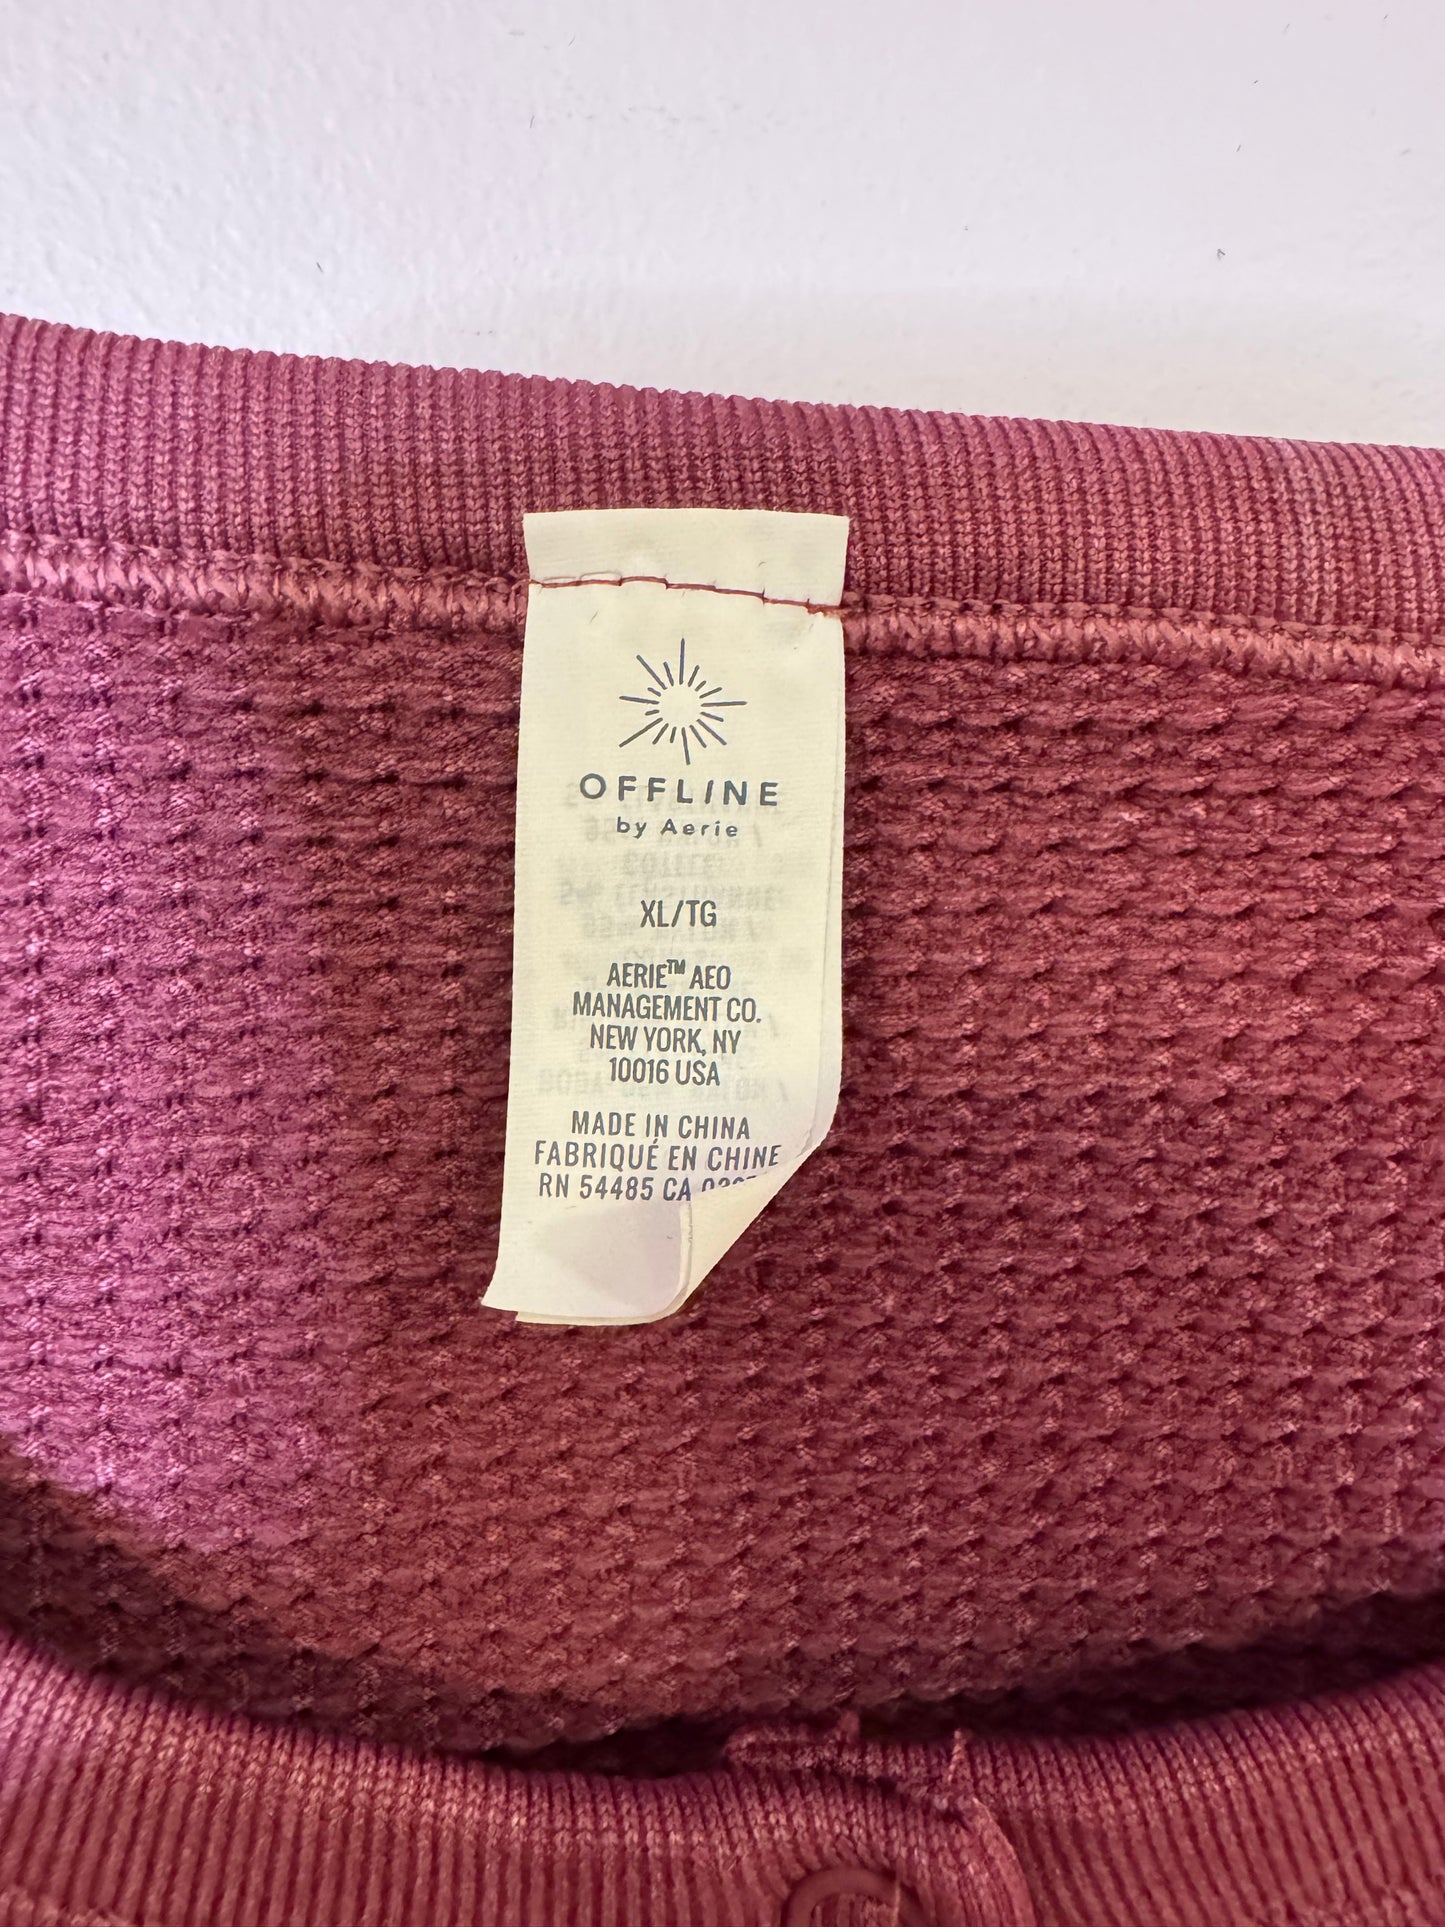 OFFLINE
by Aerie
XL/TG
AERIE™ AEO
MANAGEMENT CO.
NEW YORK, NY
10016 USA
MADE IN CHINA
FABRIQUÉ EN CHINE
RN 54485 CA